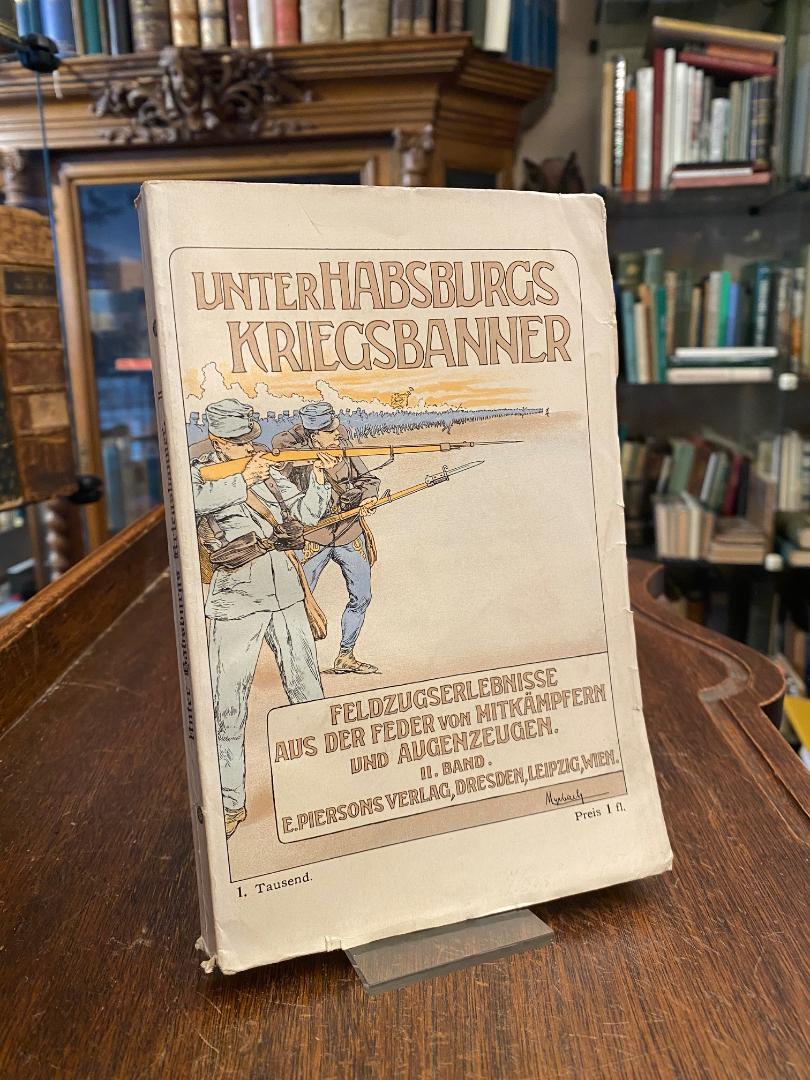 UNTER HABSBURGS
KRIEGSBANNER
FELDZUGSERLEBNISSE
AUS DER FEDER VON MITKÄMPFERN
UND AUGENZEUGEN.
II. BAND.
E. PIERSONS VERLAG, DRESDEN, LEIPZIG, WIEN.
Myrbach
Preis 1 fl.
1. Tausend.
Unter Habsburgs Kriegsbanner. II